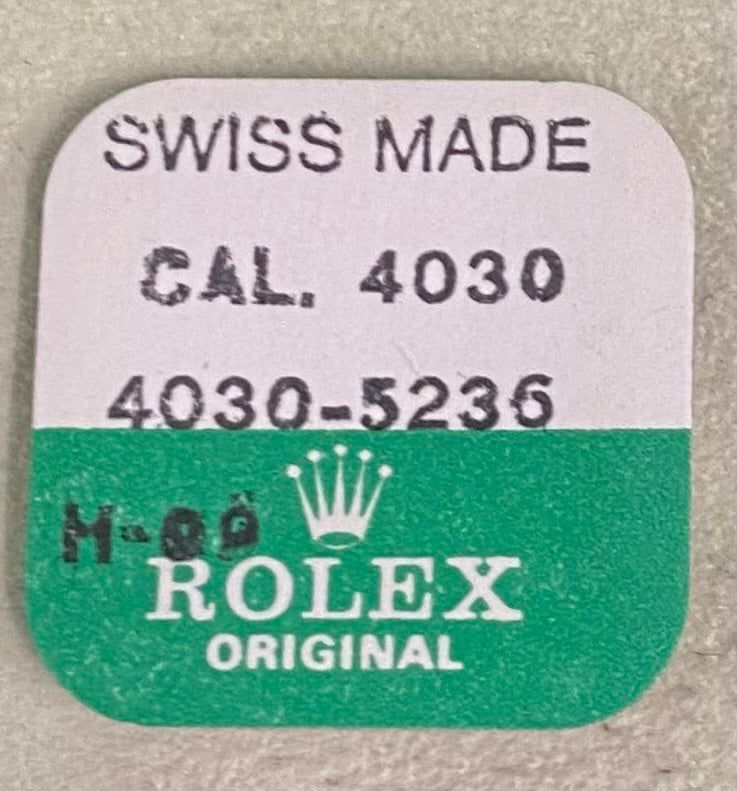 SWISS MADE
CAL. 4030
4030-5236
ROLEX
ORIGINAL